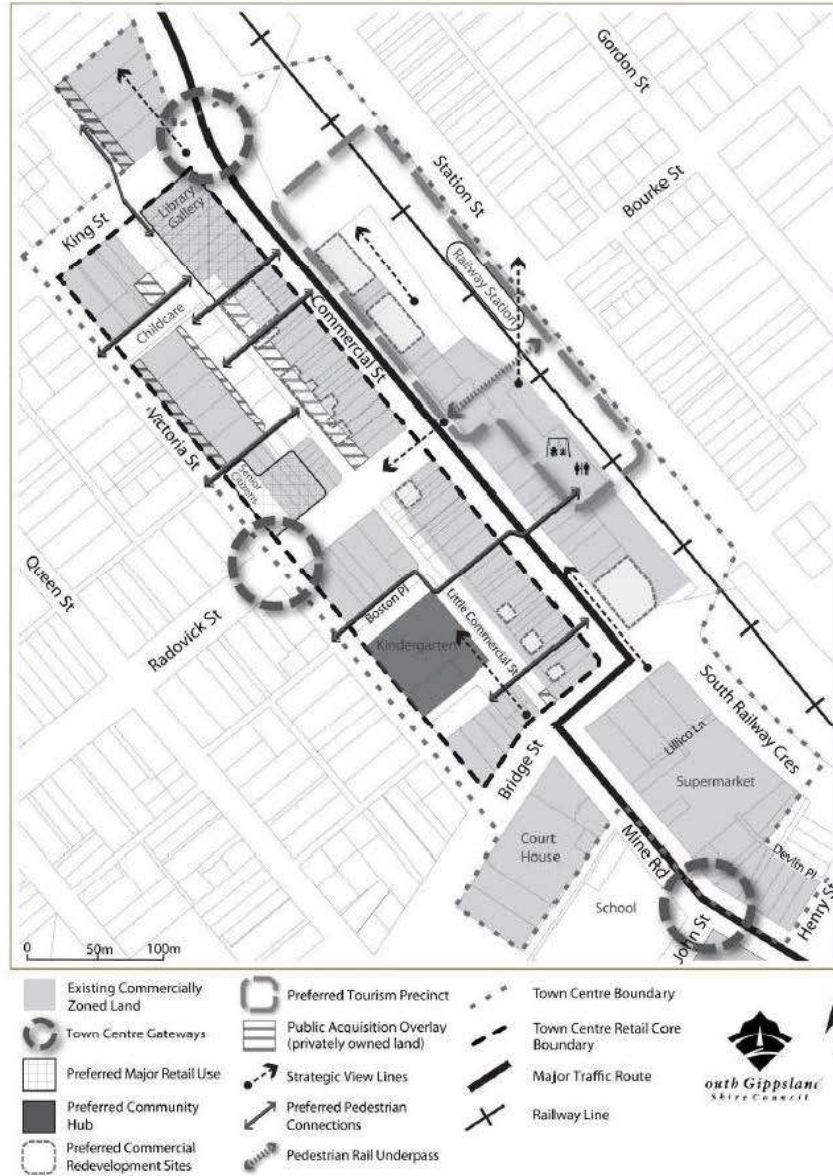 Gordon St
Station St
Bourke St
King St
Library
Gallery
Railway Station
Childcare
Commercial St
Victoria St
Senior
Citizens
Queen St
Radovick St
Boston Pl
Little Commercial St
Kindergarten
South Railway Cres
Lillico Ln
Bridge St
Supermarket
Court
House
Mine Rd
Devlin Pl
Henry St
School
John St
0 50m 100m
Existing Commercially
Zoned Land
Town Centre Gateways
Preferred Major Retail Use
Preferred Community
Hub
Preferred Commercial
Redevelopment Sites
Preferred Tourism Precinct
Public Acquisition Overlay
(privately owned land)
Strategic View Lines
Preferred Pedestrian
Connections
Pedestrian Rail Underpass
Town Centre Boundary
Town Centre Retail Core
Boundary
Major Traffic Route
Railway Line
outh Gippsland
Shire Council